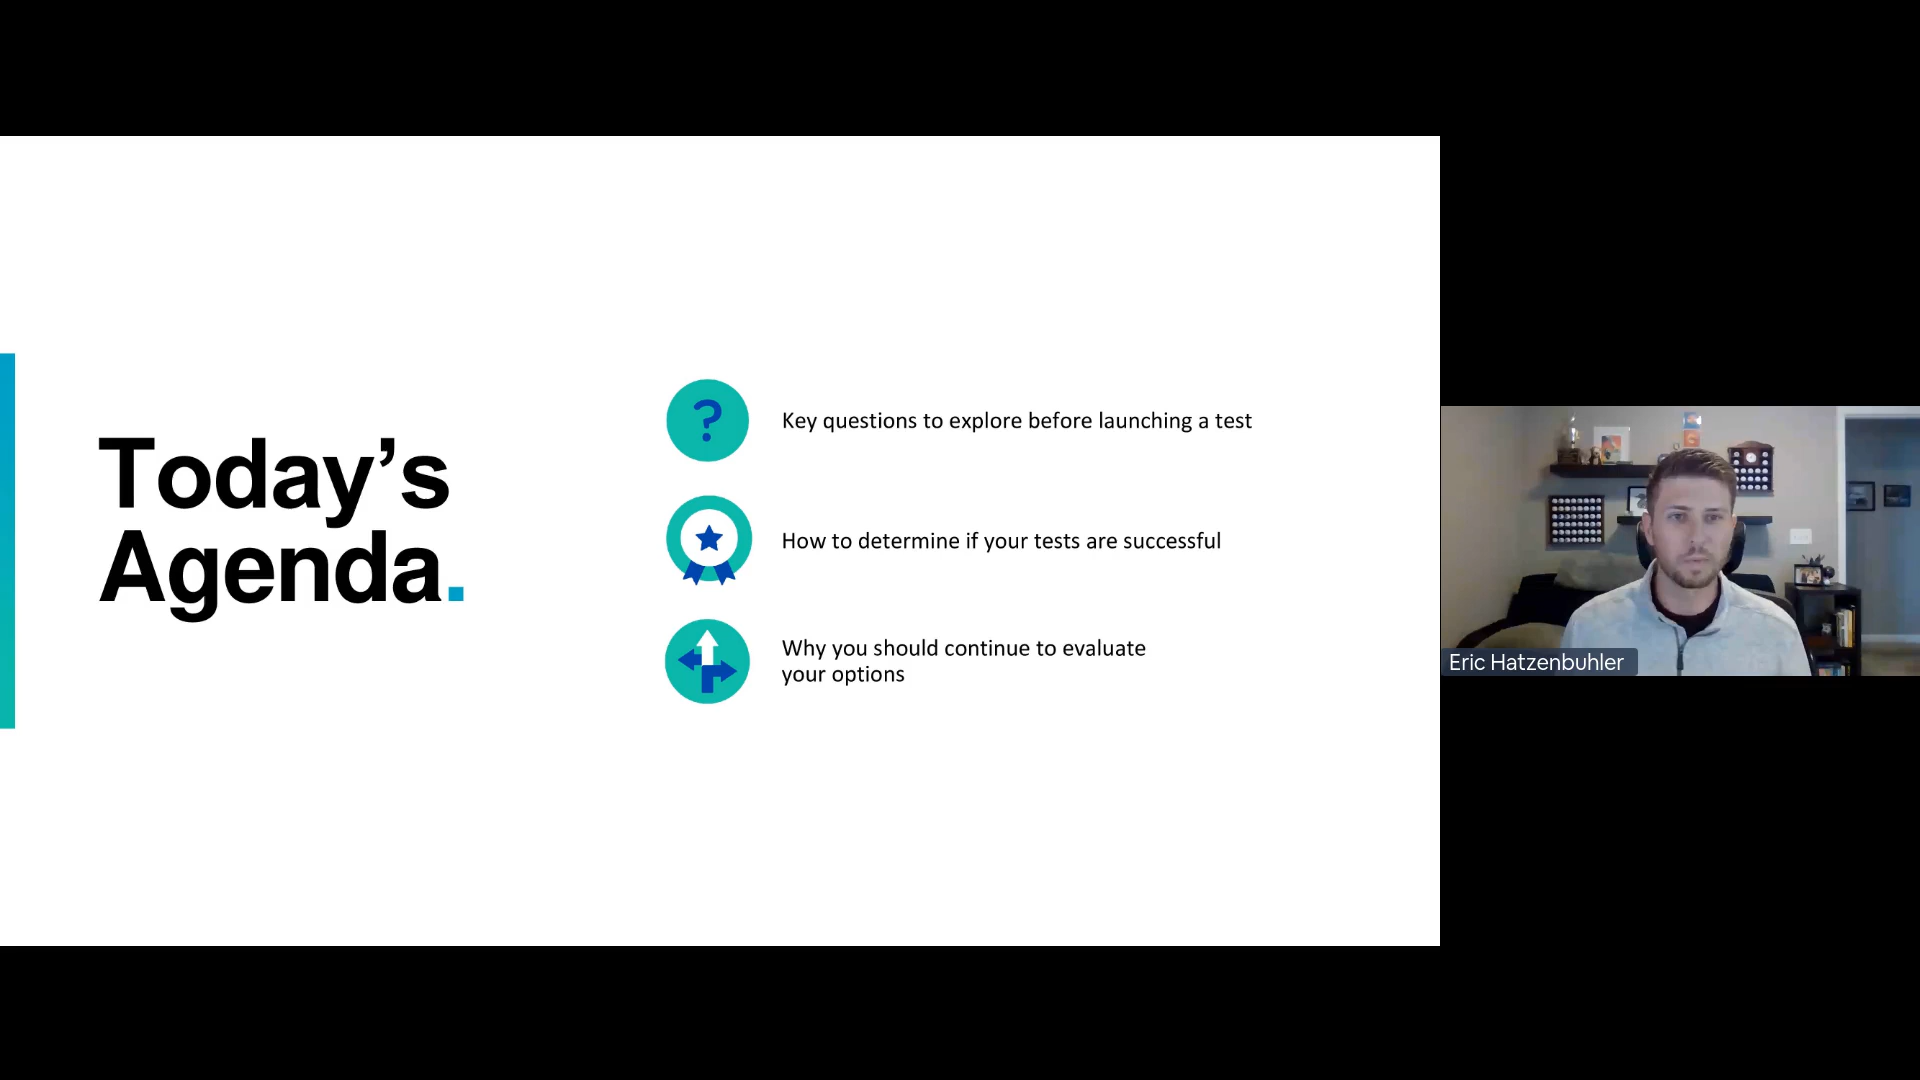 Today’s
Agenda.
?
Key questions to explore before launching a test
How to determine if your tests are successful
Why you should continue to evaluate
your options
Eric Hatzenbuhler